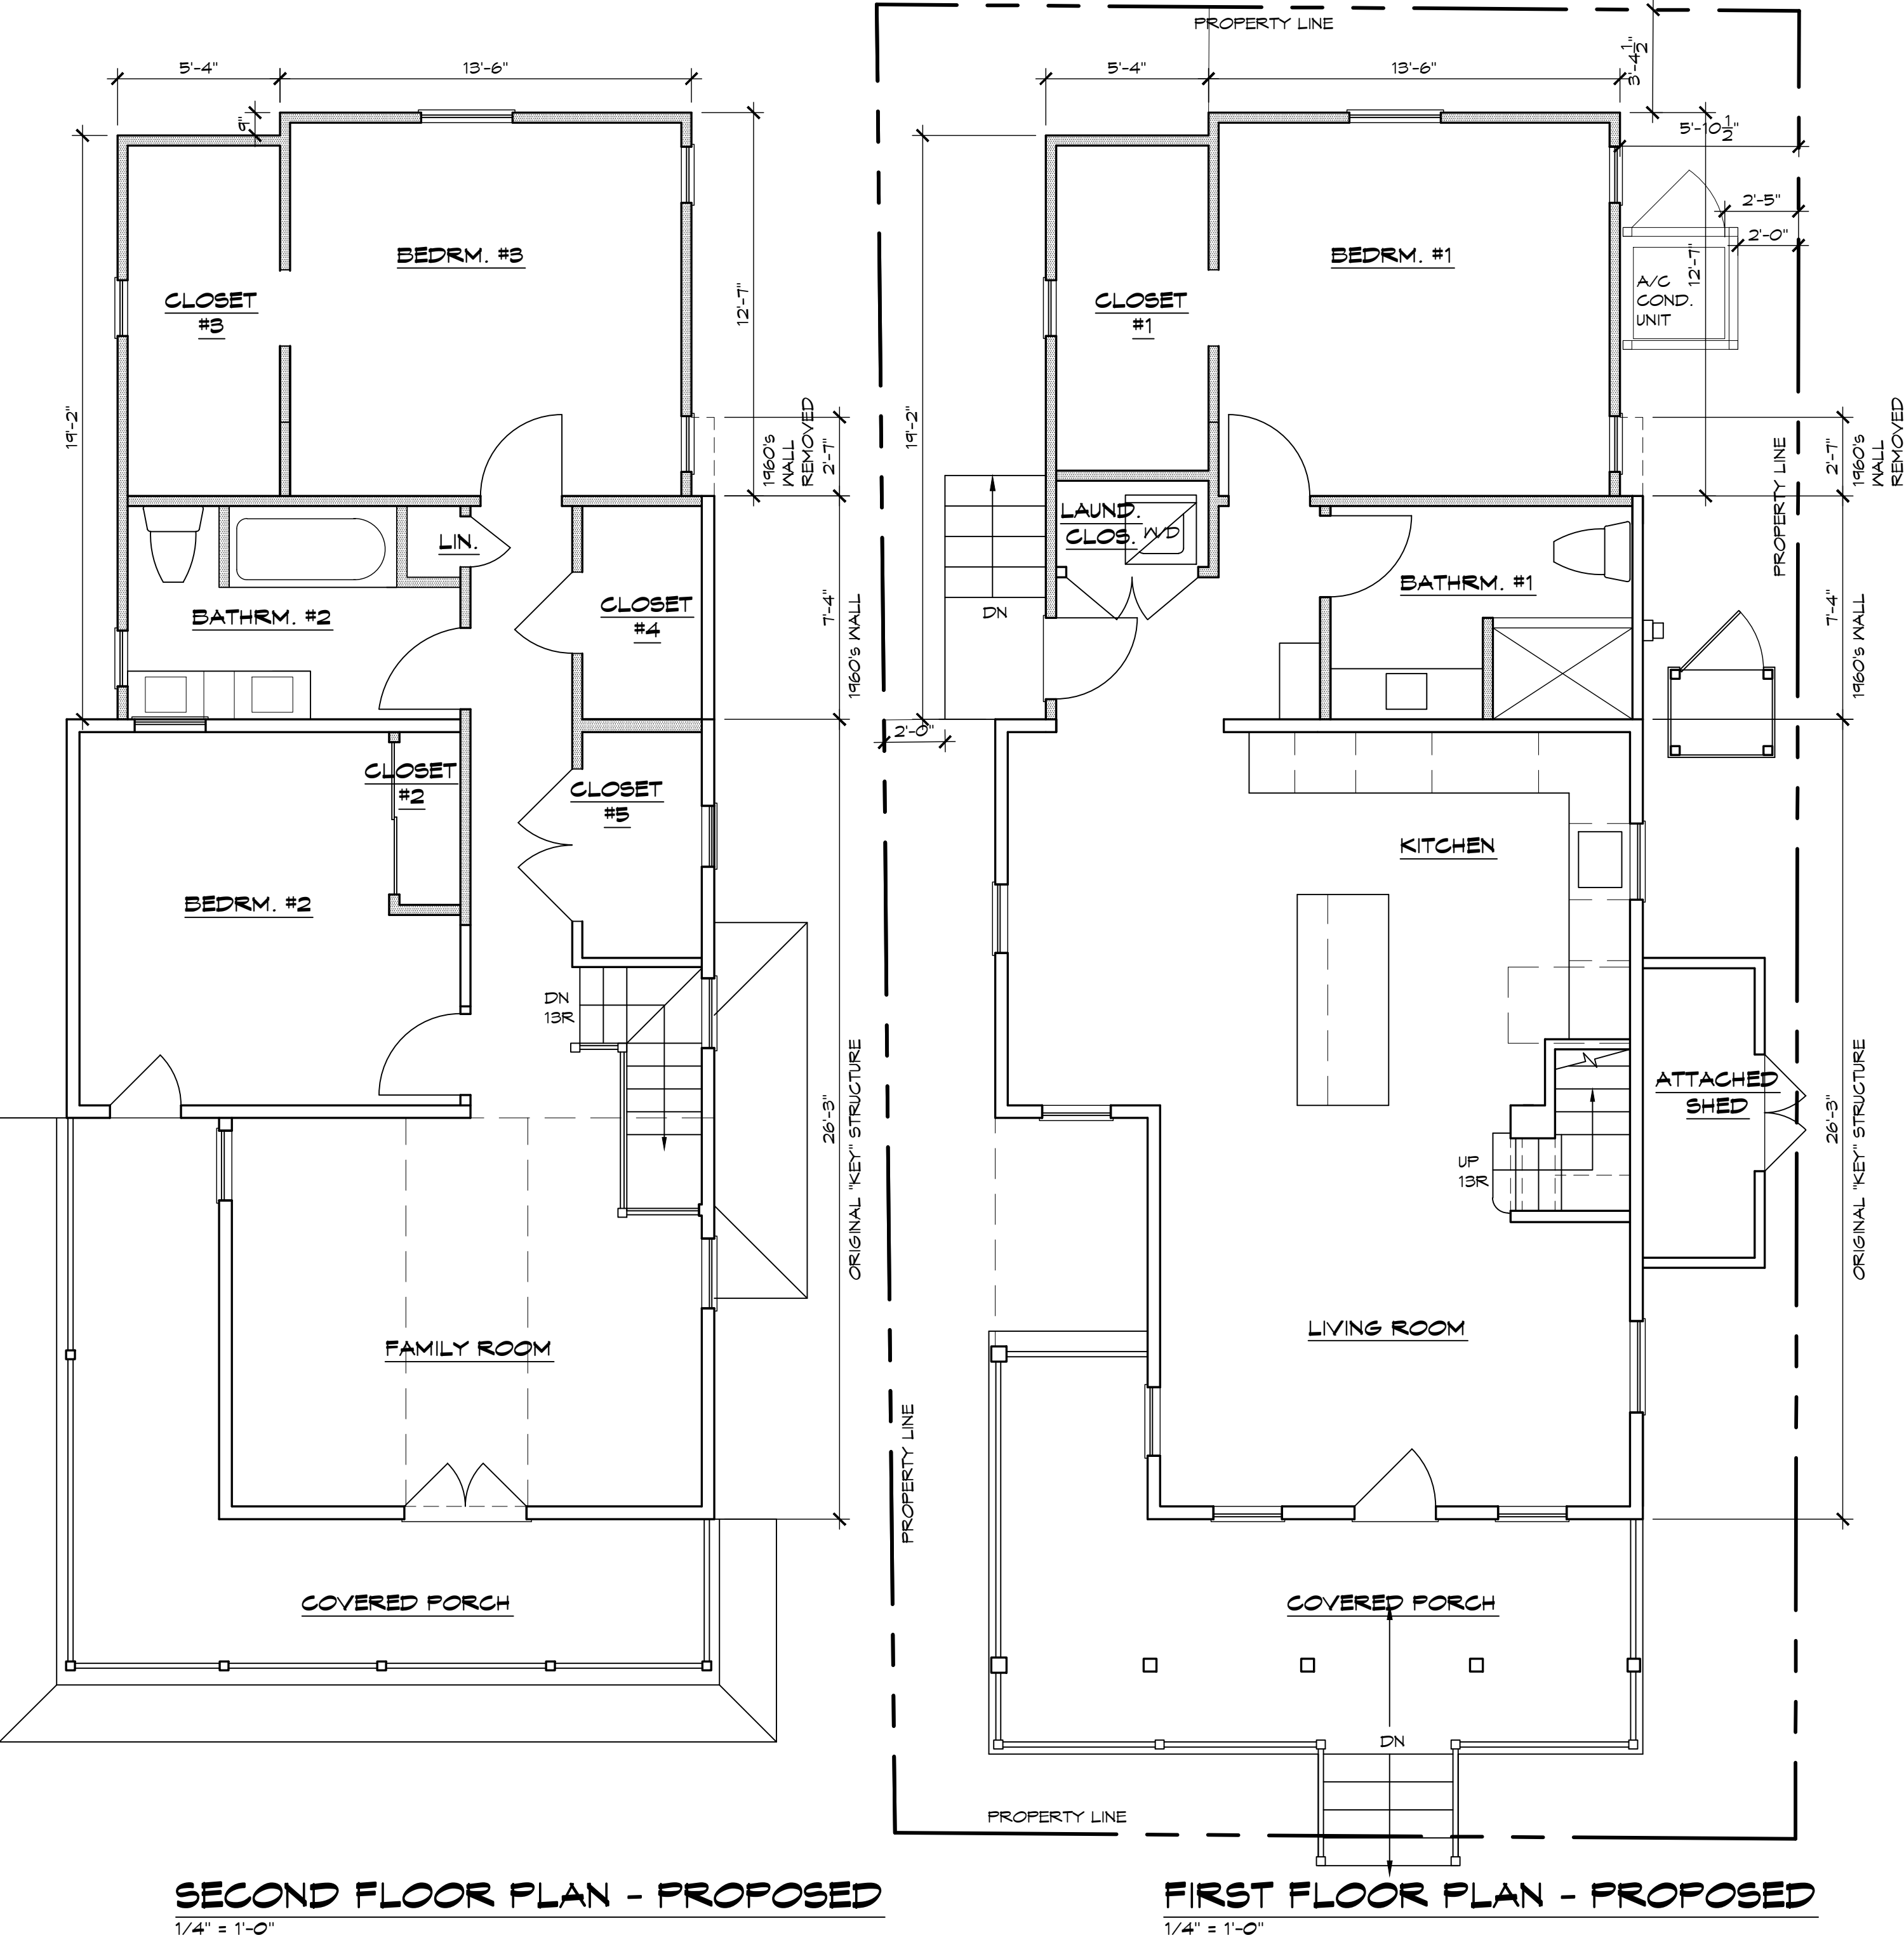 5'-4"
13'-6"
9"
BEDRM. #3
CLOSET
#3
19'-2"
12'-7"
1960's
WALL
REMOVED
2'-7"
LIN.
BATHRM. #2
CLOSET
#4
7'-4"
1960's WALL
CLOSET
#2
CLOSET
#5
BEDRM. #2
DN
13R
26'-3"
ORIGINAL "KEY" STRUCTURE
FAMILY ROOM
COVERED PORCH
SECOND FLOOR PLAN - PROPOSED
1/4" = 1'-0"
PROPERTY LINE
5'-4"
13'-6"
3'-4 1/2"
5'-10 1/2"
2'-5"
2'-0"
BEDRM. #1
CLOSET
#1
A/C
COND.
UNIT
12'-7"
19'-2"
PROPERTY LINE
2'-7"
1960's
WALL
REMOVED
LAUND.
CLOS.
W/D
BATHRM. #1
DN
7'-4"
1960's WALL
2'-0"
KITCHEN
ATTACHED
SHED
UP
13R
26'-3"
ORIGINAL "KEY" STRUCTURE
LIVING ROOM
PROPERTY LINE
COVERED PORCH
DN
PROPERTY LINE
FIRST FLOOR PLAN - PROPOSED
1/4" = 1'-0"